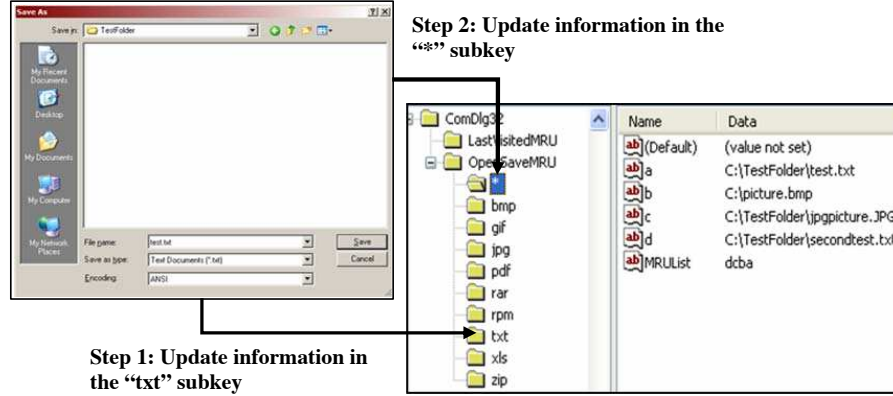 Save As
Save in:
TestFolder
My Recent
Documents
Desktop
My Documents
My Computer
My Network
Places
File name:
test.txt
Save
Save as type:
Text Documents (*.txt)
Cancel
Encoding:
ANSI
Step 2: Update information in the
“*” subkey
ComDlg32
LastVisitedMRU
OpenSaveMRU
*
bmp
gif
jpg
pdf
rar
rpm
txt
xls
zip
Name Data
(Default) (value not set)
a C:\TestFolder\test.txt
b C:\picture.bmp
c C:\TestFolder\jpgpicture.JPG
d C:\TestFolder\secondtest.txt
MRUList dcba
Step 1: Update information in
the “txt” subkey